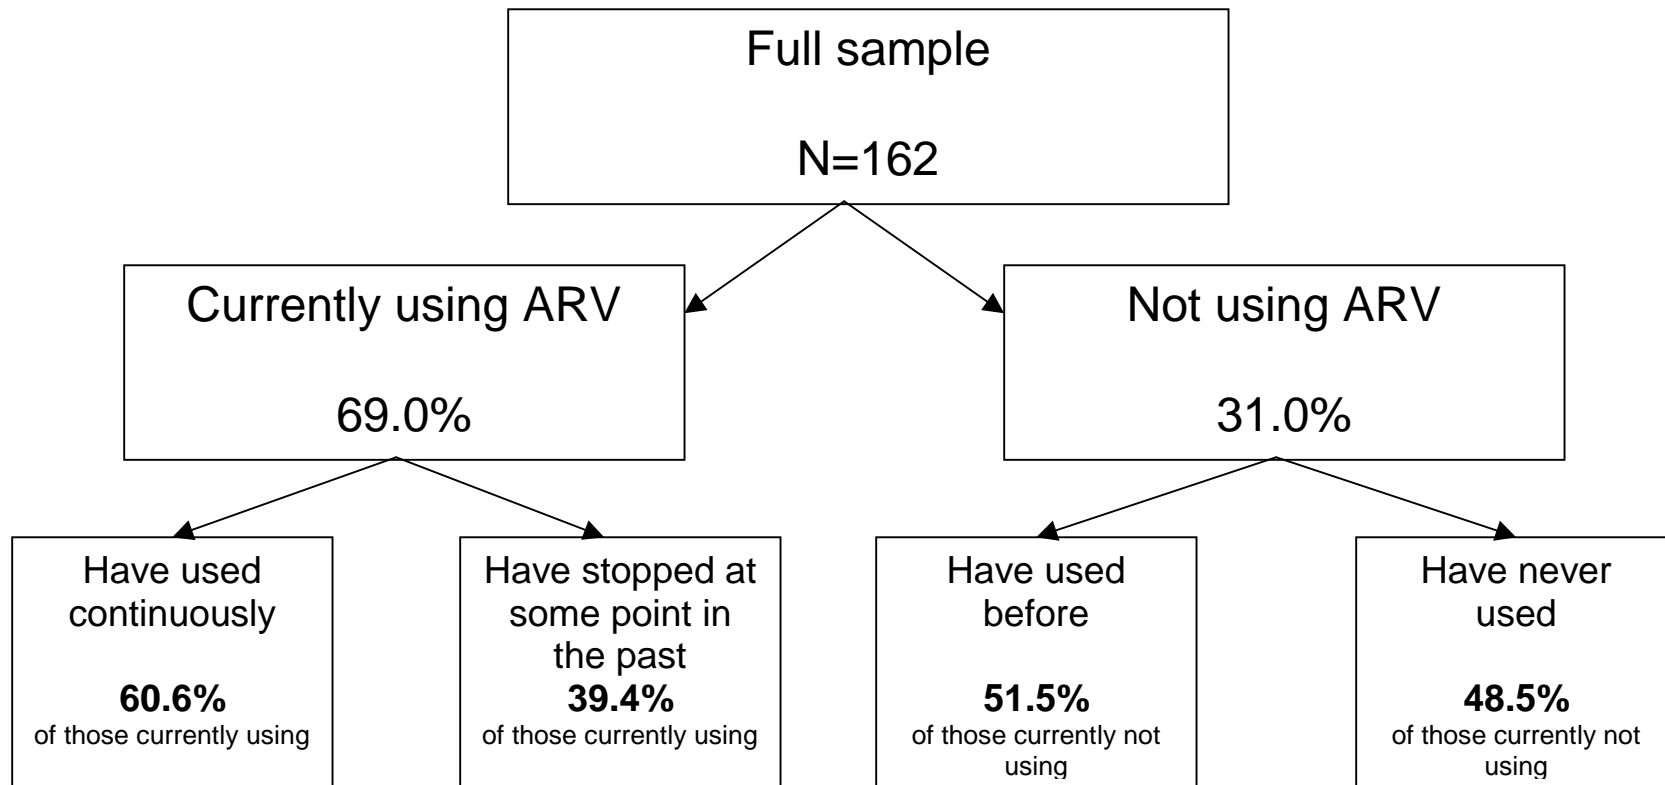 Full sample
N=162
Currently using ARV
69.0%
Not using ARV
31.0%
Have used
continuously
60.6%
of those currently using
Have stopped at
some point in
the past
39.4%
of those currently using
Have used
before
51.5%
of those currently not
using
Have never
used
48.5%
of those currently not
using